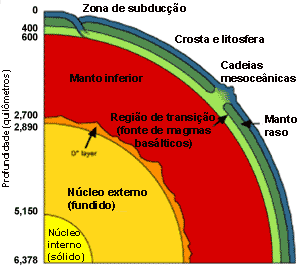 Zona de subducção
0
400
600
2,700
2,890
5,150
6,378
Profundidade (quilômetros)
Crosta e litosfera
Cadeias
mesoceânicas
Manto inferior
Região de transição
(fonte de magmas
basálticos)
Manto
raso
D" layer
Núcleo externo
(fundido)
Núcleo
interno
(sólido)